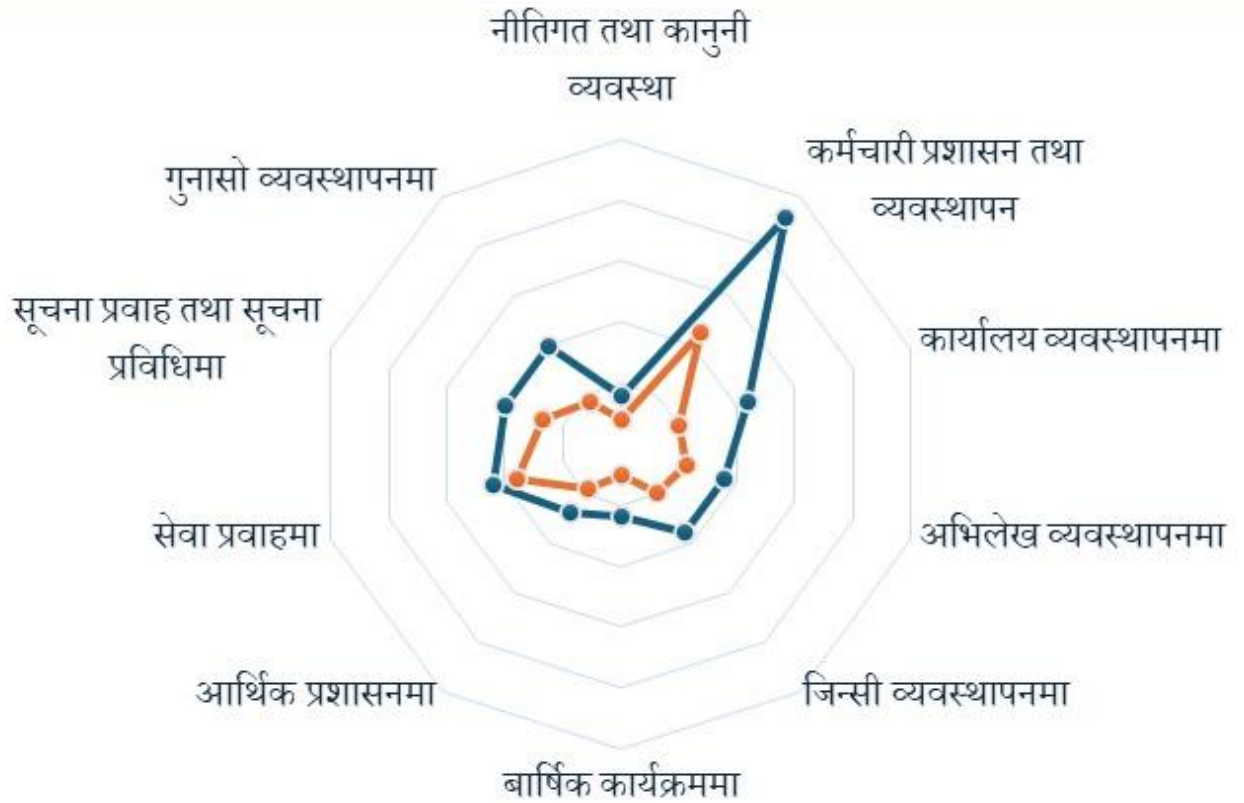 नीतिगत तथा कानुनी
व्यवस्था
कर्मचारी प्रशासन तथा
व्यवस्थापन
कार्यालय व्यवस्थापनमा
अभिलेख व्यवस्थापनमा
जिन्सी व्यवस्थापनमा
बार्षिक कार्यक्रममा
आर्थिक प्रशासनमा
सेवा प्रवाहमा
सूचना प्रवाह तथा सूचना
प्रविधिमा
गुनासो व्यवस्थापनमा